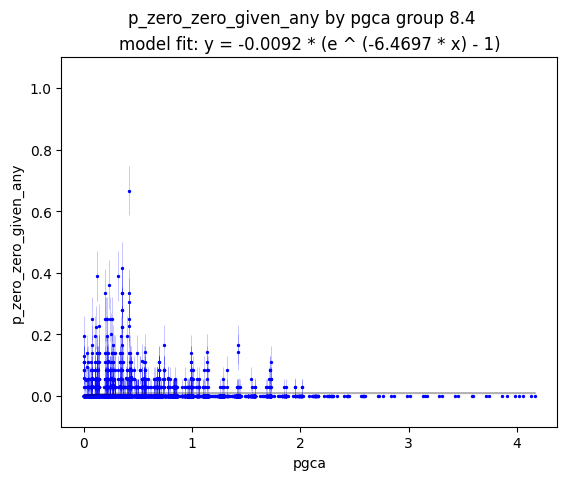 p_zero_zero_given_any by pgca group 8.4
model fit: y = -0.0092 * (e ^ (-6.4697 * x) - 1)
1.0
0.8
0.6
0.4
0.2
0.0
p_zero_zero_given_any
0 1 2 3 4
pgca